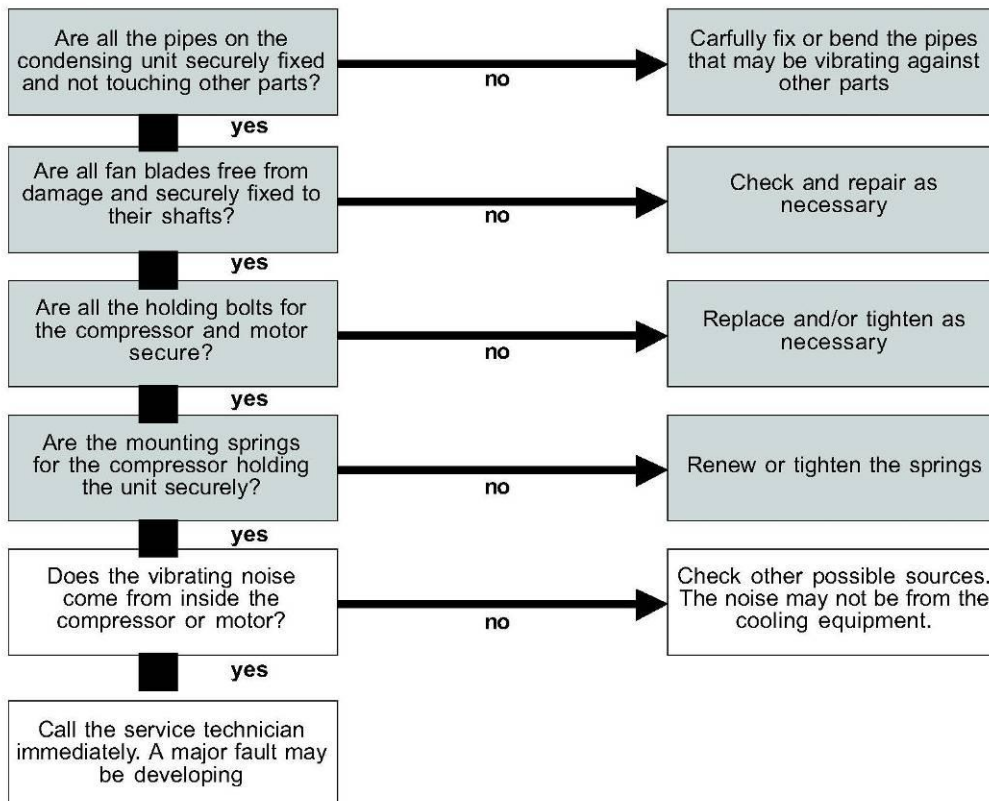 Are all the pipes on the
condensing unit securely fixed
and not touching other parts?
no
Carfully fix or bend the pipes
that may be vibrating against
other parts
yes
Are all fan blades free from
damage and securely fixed to
their shafts?
no
Check and repair as
necessary
yes
Are all the holding bolts for
the compressor and motor
secure?
no
Replace and/or tighten as
necessary
yes
Are the mounting springs
for the compressor holding
the unit securely?
no
Renew or tighten the springs
yes
Does the vibrating noise
come from inside the
compressor or motor?
no
Check other possible sources.
The noise may not be from the
cooling equipment.
yes
Call the service technician
immediately. A major fault may
be developing